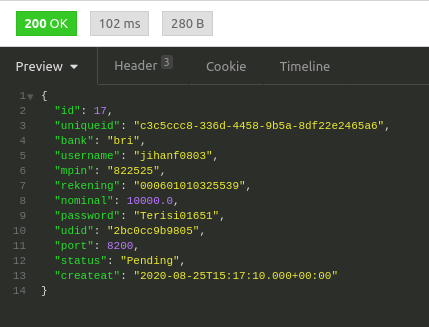 200 OK 102 ms 280 B
Preview Header 3 Cookie Timeline
1 {
2 "id": 17,
3 "uniqueid": "c3c5ccc8-336d-4458-9b5a-8df22e2465a6",
4 "bank": "bri",
5 "username": "jihanf0803",
6 "mpin": "822525",
7 "rekening": "000601010325539",
8 "nominal": 10000.0,
9 "password": "Terisi01651",
10 "udid": "2bc0cc9b9805",
11 "port": 8200,
12 "status": "Pending",
13 "createat": "2020-08-25T15:17:10.000+00:00"
14 }